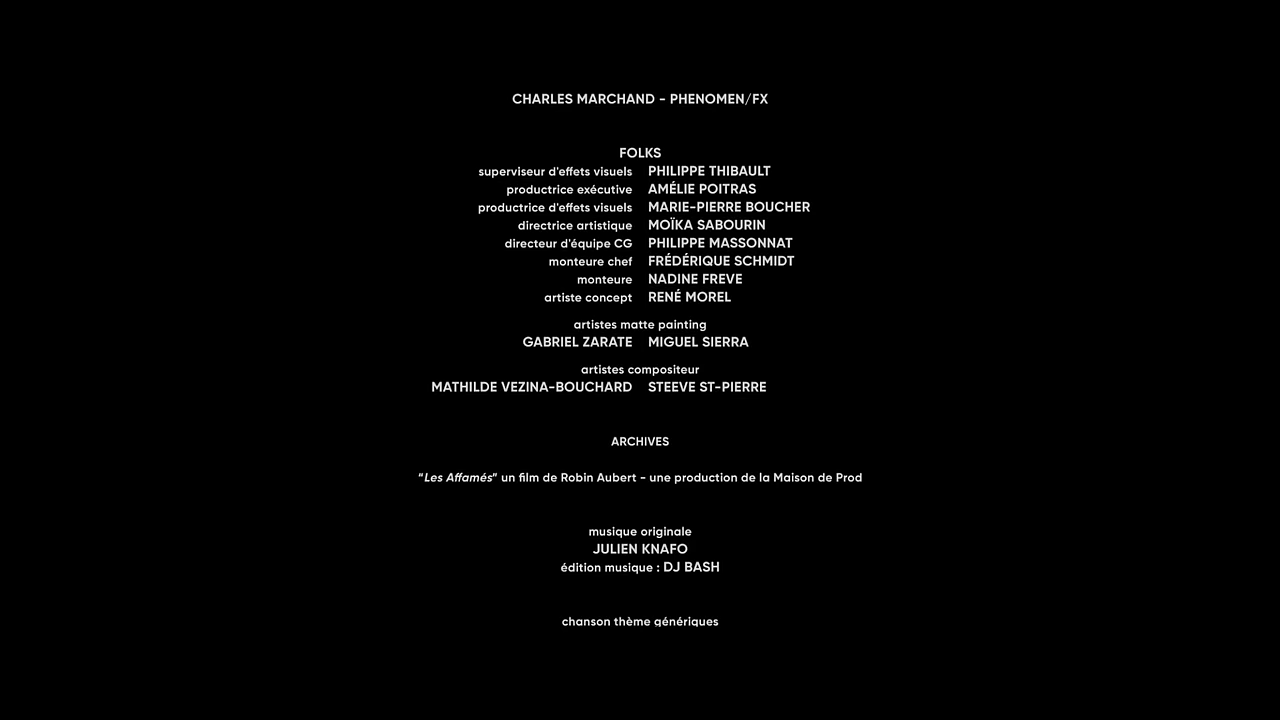 CHARLES MARCHAND - PHENOMEN/FX
FOLKS
superviseur d'effets visuels PHILIPPE THIBAULT
productrice exécutive AMÉLIE POITRAS
productrice d'effets visuels MARIE-PIERRE BOUCHER
directrice artistique MOÏKA SABOURIN
directeur d'équipe CG PHILIPPE MASSONNAT
monteure chef FRÉDÉRIQUE SCHMIDT
monteure NADINE FREVE
artiste concept RENÉ MOREL
artistes matte painting
GABRIEL ZARATE MIGUEL SIERRA
artistes compositeur
MATHILDE VEZINA-BOUCHARD STEEVE ST-PIERRE
ARCHIVES
“Les Affamés” un film de Robin Aubert - une production de la Maison de Prod
musique originale
JULIEN KNAFO
édition musique : DJ BASH
chanson thème génériques